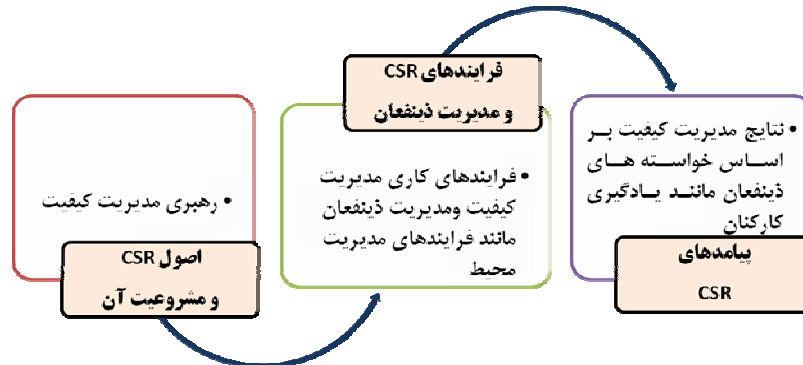 • رهبری مدیریت کیفیت
اصول CSR
و مشروعیت آن
فرایندهای CSR
و مدیریت ذینفعان
• فرایندهای کاری مدیریت
کیفیت ومدیریت ذینفعان
مانند فرایندهای مدیریت
محیط
• نتایج مدیریت کیفیت بر
اساس خواسته های
ذینفعان مانند یادگیری
کارکنان
پیامدهای
CSR